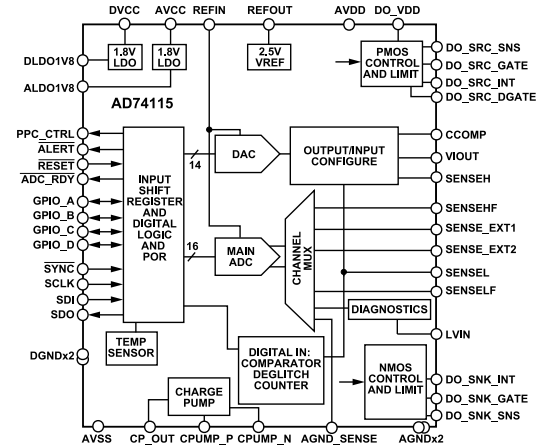 DVCC
AVCC
REFIN
REFOUT
AVDD
DO_VDD
DLDO1V8
ALDO1V8
1.8V
LDO
1.8V
LDO
2,5V
VREF
PMOS
CONTROL
AND LIMIT
DO_SRC_SNS
DO_SRC_GATE
DO_SRC_INT
DO_SRC_DGATE
AD74115
PPC_CTRL
ALERT
RESET
ADC_RDY
GPIO_A
GPIO_B
GPIO_C
GPIO_D
SYNC
SCLK
SDI
SDO
DGNDx2
INPUT
SHIFT
REGISTER
AND
DIGITAL
LOGIC
AND
POR
14
DAC
OUTPUT/INPUT
CONFIGURE
CCOMP
VIOUT
SENSEH
16
MAIN
ADC
CHANNEL
MUX
SENSEHF
SENSE_EXT1
SENSE_EXT2
SENSEL
SENSELF
DIAGNOSTICS
LVIN
TEMP
SENSOR
DIGITAL IN:
COMPARATOR
DEGLITCH
COUNTER
NMOS
CONTROL
AND LIMIT
DO_SNK_INT
DO_SNK_GATE
DO_SNK_SNS
CHARGE
PUMP
AVSS
CP_OUT
CPUMP_P
CPUMP_N
AGND_SENSE
AGNDx2